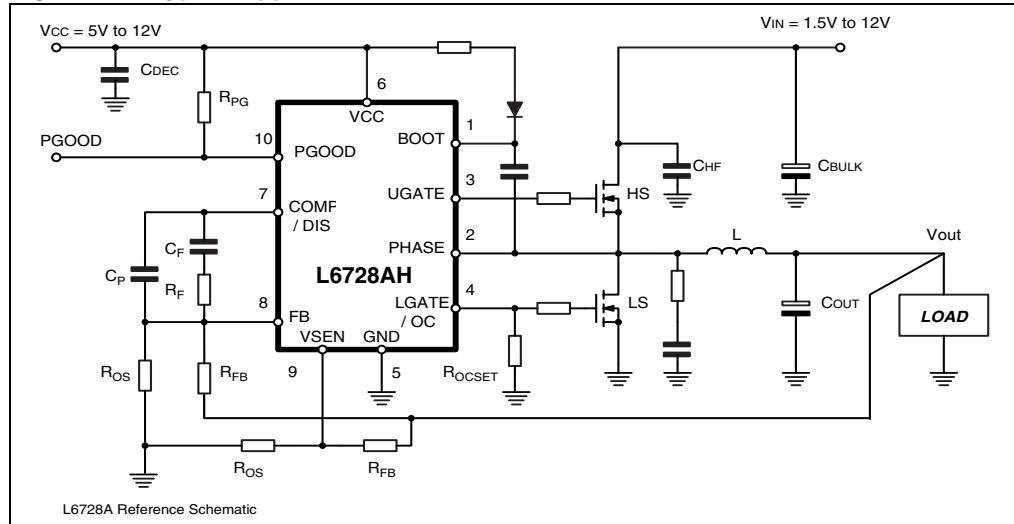 VCC = 5V to 12V
VIN = 1.5V to 12V
CDEC
6
RPG
VCC
1
BOOT
PGOOD
10
PGOOD
CHF
CBULK
3
UGATE
HS
7
COMP
/ DIS
2
PHASE
L
Vout
CF
L6728AH
CP
RF
4
LGATE
/ OC
LS
COUT
LOAD
8
FB
VSEN
GND
ROS
RFB
9
5
ROCSET
ROS
RFB
L6728A Reference Schematic